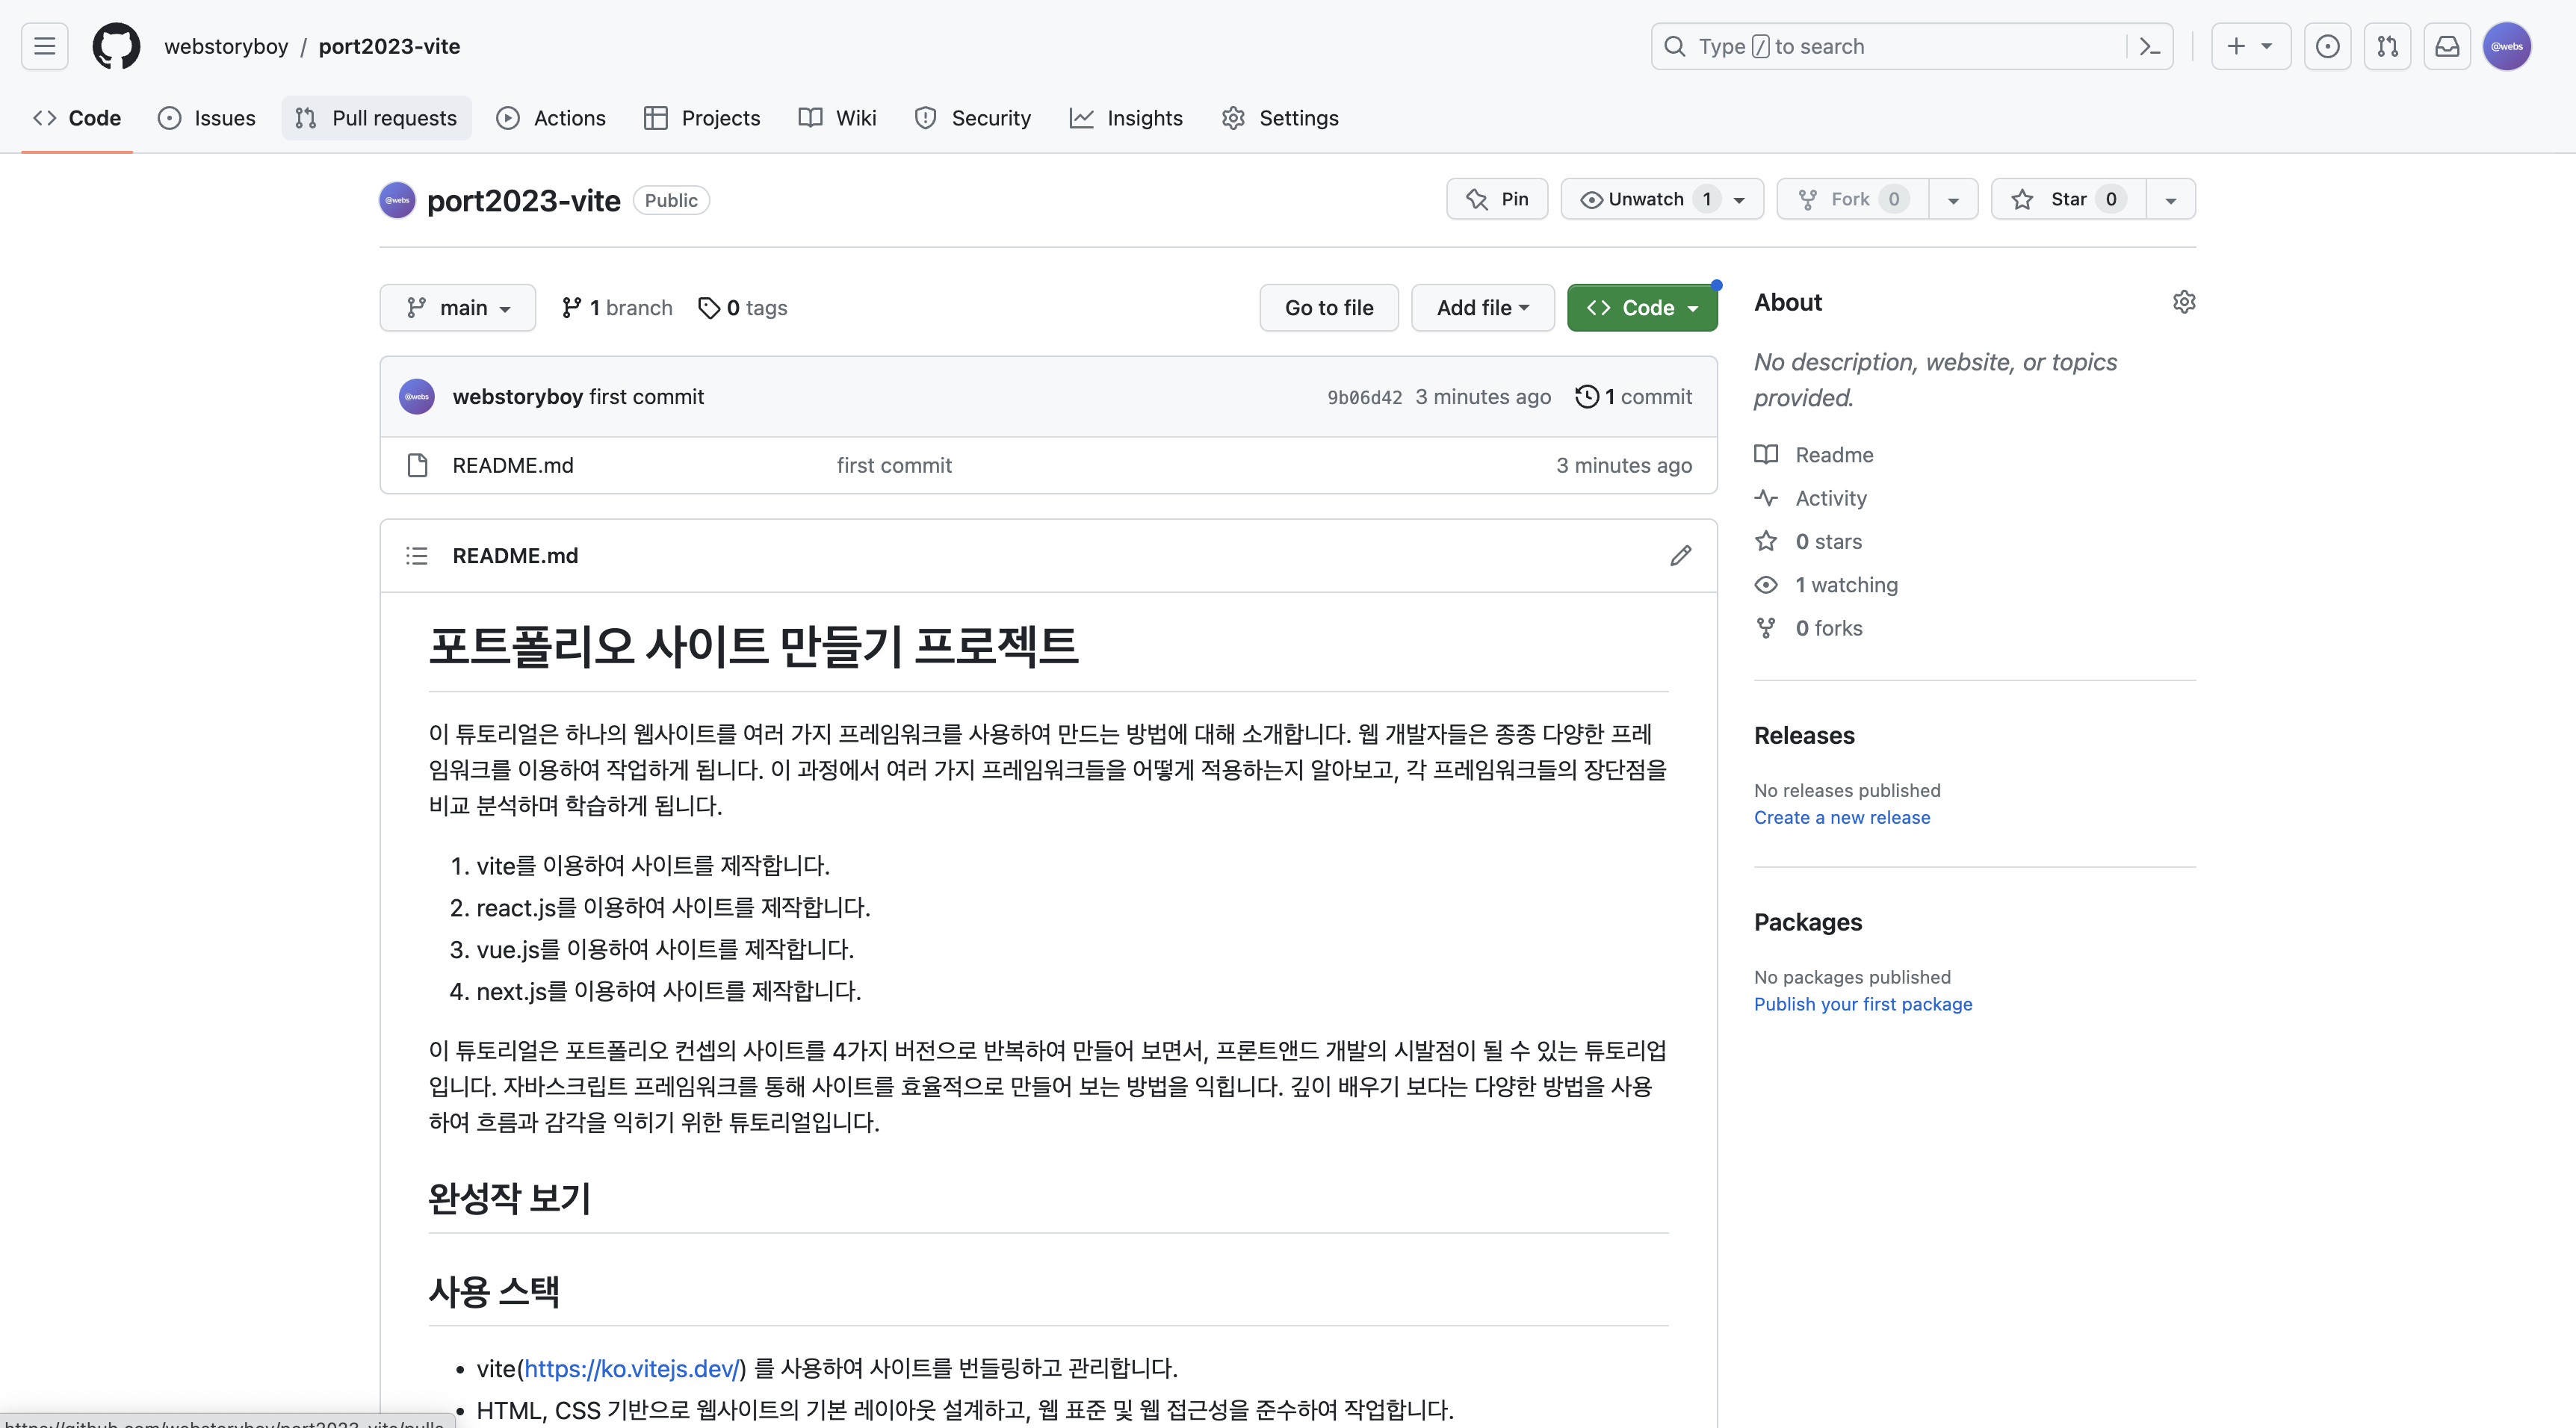 webstoryboy / port2023-vite
Type / to search
@webs
Code Issues Pull requests Actions Projects Wiki Security Insights Settings
@webs port2023-vite Public
Pin Unwatch 1 Fork 0 Star 0
main 1 branch 0 tags
Go to file Add file Code
@webs webstoryboy first commit 9b06d42 3 minutes ago 1 commit
README.md first commit 3 minutes ago
README.md
포트폴리오 사이트 만들기 프로젝트
이 튜토리얼은 하나의 웹사이트를 여러 가지 프레임워크를 사용하여 만드는 방법에 대해 소개합니다. 웹 개발자들은 종종 다양한 프레
임워크를 이용하여 작업하게 됩니다. 이 과정에서 여러 가지 프레임워크들을 어떻게 적용하는지 알아보고, 각 프레임워크들의 장단점을
비교 분석하며 학습하게 됩니다.
1. vite를 이용하여 사이트를 제작합니다.
2. react.js를 이용하여 사이트를 제작합니다.
3. vue.js를 이용하여 사이트를 제작합니다.
4. next.js를 이용하여 사이트를 제작합니다.
이 튜토리얼은 포트폴리오 컨셉의 사이트를 4가지 버전으로 반복하여 만들어 보면서, 프론트앤드 개발의 시발점이 될 수 있는 튜토리업
입니다. 자바스크립트 프레임워크를 통해 사이트를 효율적으로 만들어 보는 방법을 익힙니다. 깊이 배우기 보다는 다양한 방법을 사용
하여 흐름과 감각을 익히기 위한 튜토리얼입니다.
완성작 보기
사용 스택
• vite(https://ko.vitejs.dev/) 를 사용하여 사이트를 번들링하고 관리합니다.
• HTML, CSS 기반으로 웹사이트의 기본 레이아웃 설계하고, 웹 표준 및 웹 접근성을 준수하여 작업합니다.
https://github.com/webstoryboy/port2023-vite/pulls
About
No description, website, or topics
provided.
Readme
Activity
0 stars
1 watching
0 forks
Releases
No releases published
Create a new release
Packages
No packages published
Publish your first package